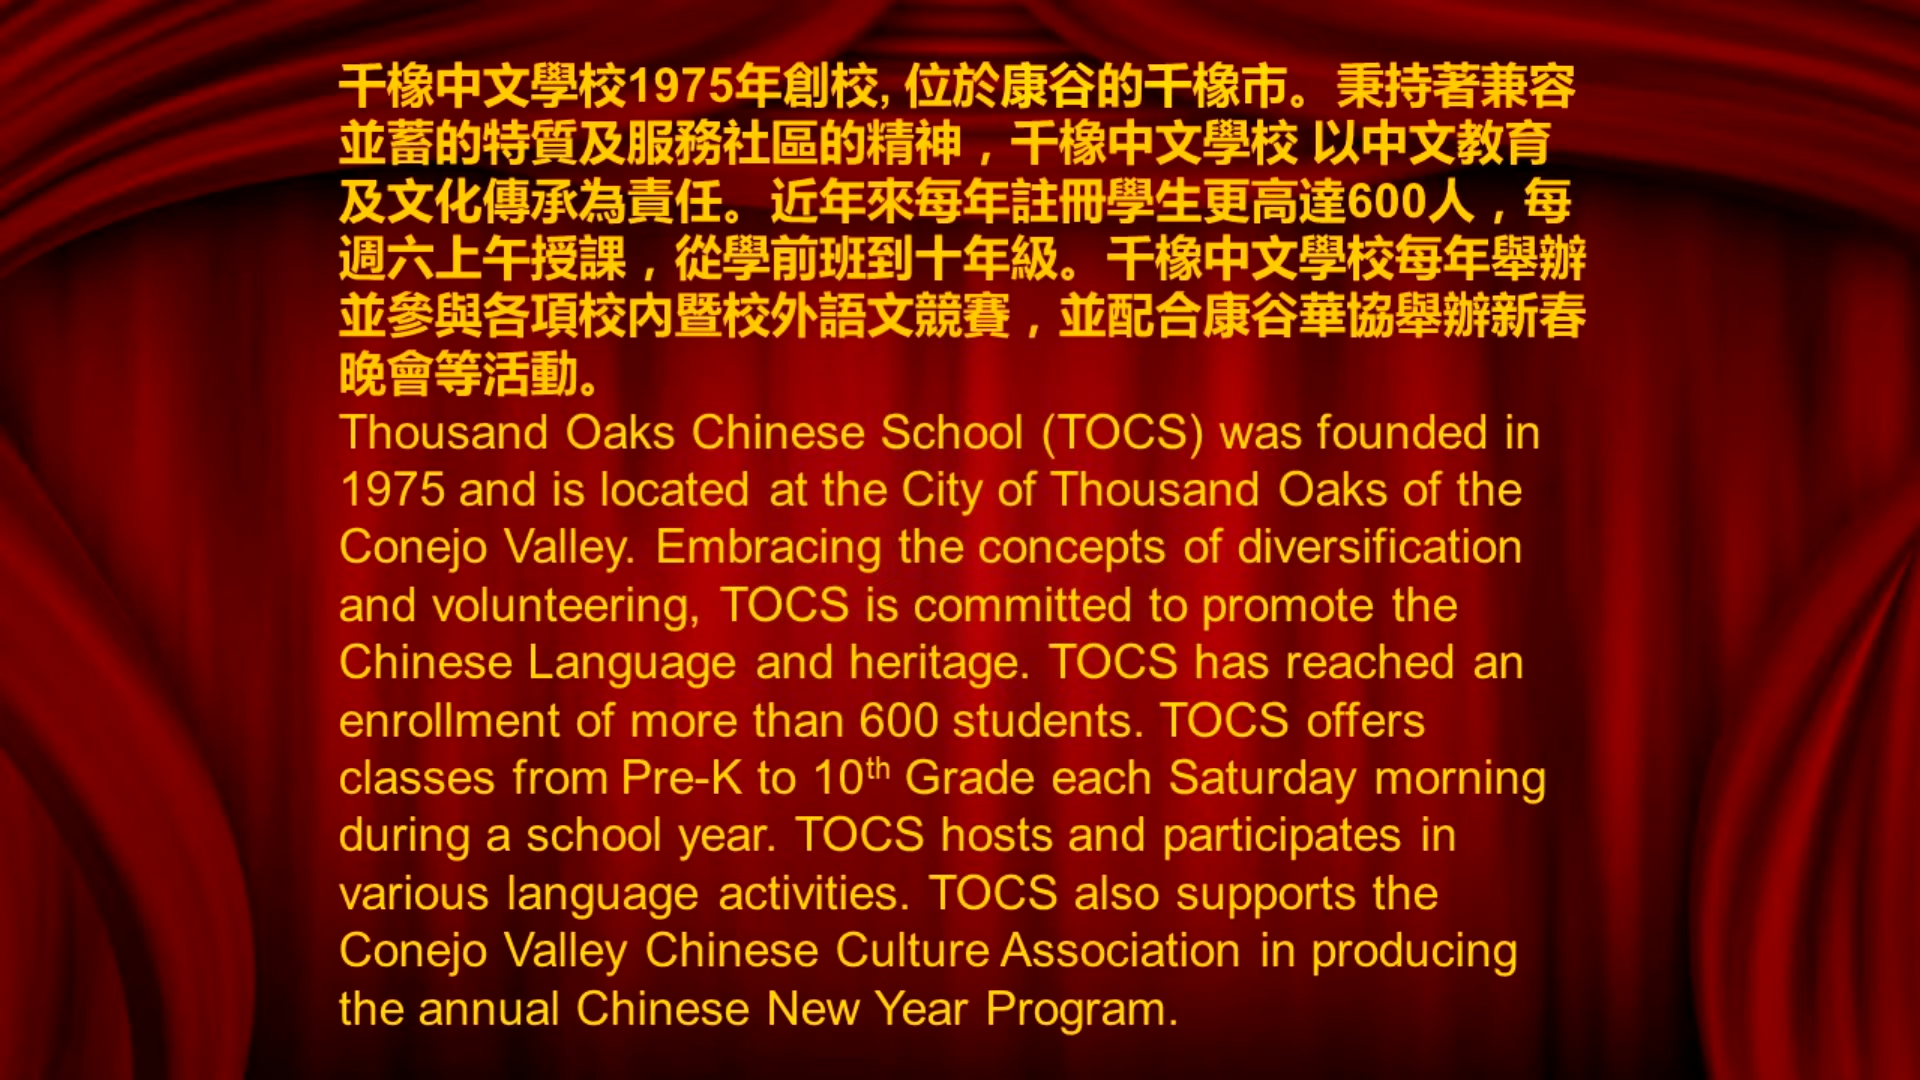 千橡中文學校1975年創校, 位於康谷的千橡市。秉持著兼容
並蓄的特質及服務社區的精神，千橡中文學校 以中文教育
及文化傳承為責任。近年來每年註冊學生更高達600人，每
週六上午授課，從學前班到十年級。千橡中文學校每年舉辦
並參與各項校內暨校外語文競賽，並配合康谷華協舉辦新春
晚會等活動。
Thousand Oaks Chinese School (TOCS) was founded in
1975 and is located at the City of Thousand Oaks of the
Conejo Valley. Embracing the concepts of diversification
and volunteering, TOCS is committed to promote the
Chinese Language and heritage. TOCS has reached an
enrollment of more than 600 students. TOCS offers
classes from Pre-K to 10th Grade each Saturday morning
during a school year. TOCS hosts and participates in
various language activities. TOCS also supports the
Conejo Valley Chinese Culture Association in producing
the annual Chinese New Year Program.